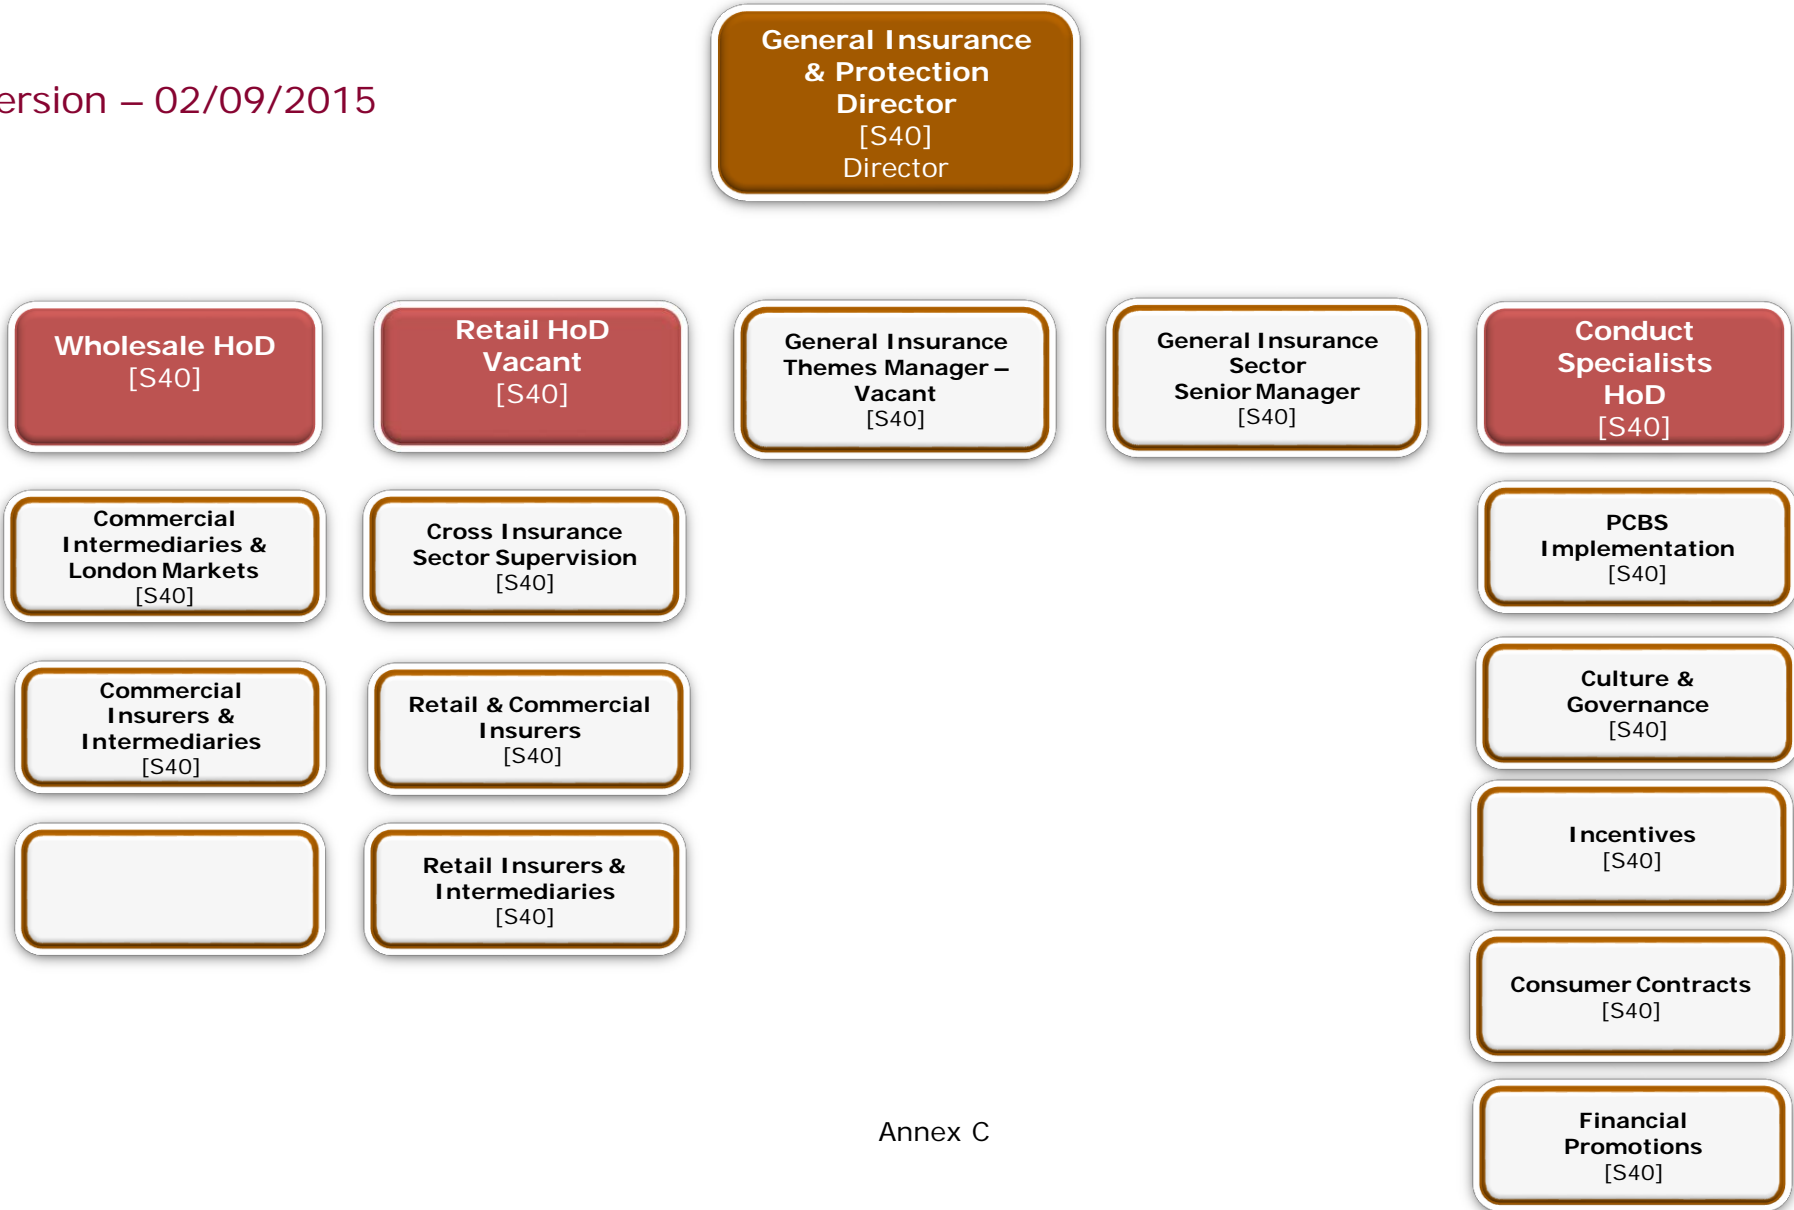 General Insurance
& Protection
Director
[S40]
Director
ersion – 02/09/2015
Wholesale HoD
[S40]
Retail HoD
Vacant
[S40]
General Insurance
Themes Manager –
Vacant
[S40]
General Insurance
Sector
Senior Manager
[S40]
Conduct
Specialists
HoD
[S40]
Commercial
Intermediaries &
London Markets
[S40]
Commercial
Insurers &
Intermediaries
[S40]
Cross Insurance
Sector Supervision
[S40]
Retail & Commercial
Insurers
[S40]
Retail Insurers &
Intermediaries
[S40]
PCBS
Implementation
[S40]
Culture &
Governance
[S40]
Incentives
[S40]
Consumer Contracts
[S40]
Financial
Promotions
[S40]
Annex C